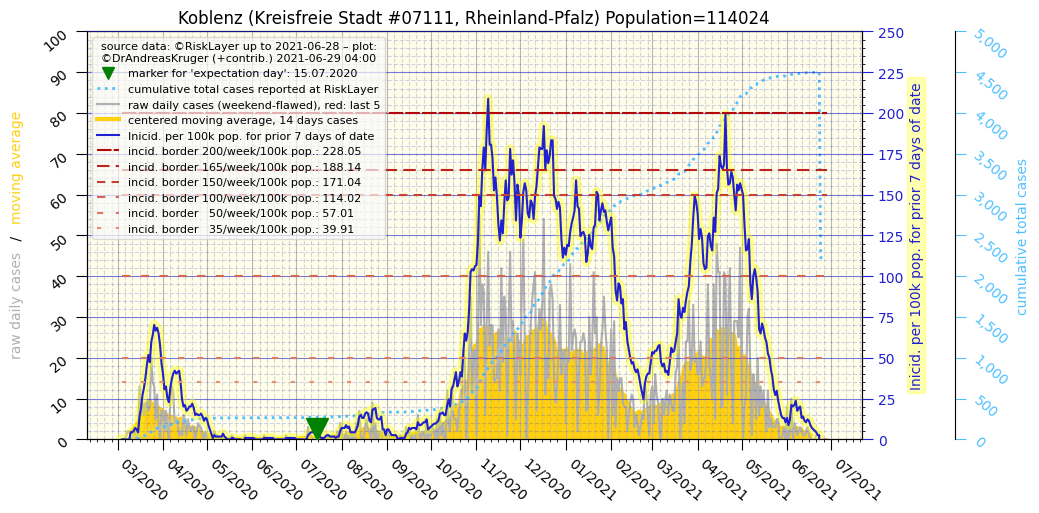 Koblenz (Kreisfreie Stadt #07111, Rheinland-Pfalz) Population=114024
source data: ©RiskLayer up to 2021-06-28 – plot:
©DrAndreasKruger (+contrib.) 2021-06-29 04:00
marker for 'expectation day': 15.07.2020
cumulative total cases reported at RiskLayer
raw daily cases (weekend-flawed), red: last 5
centered moving average, 14 days cases
Inicid. per 100k pop. for prior 7 days of date
incid. border 200/week/100k pop.: 228.05
incid. border 165/week/100k pop.: 188.14
incid. border 150/week/100k pop.: 171.04
incid. border 100/week/100k pop.: 114.02
incid. border 50/week/100k pop.: 57.01
incid. border 35/week/100k pop.: 39.91
raw daily cases / moving average
100
90
80
70
60
50
40
30
20
10
0
03/2020
04/2020
05/2020
06/2020
07/2020
08/2020
09/2020
10/2020
11/2020
12/2020
01/2021
02/2021
03/2021
04/2021
05/2021
06/2021
07/2021
250
225
200
175
150
125
100
75
50
25
0
Inicid. per 100k pop. for prior 7 days of date
5,000
4,500
4,000
3,500
3,000
2,500
2,000
1,500
1,000
500
0
cumulative total cases